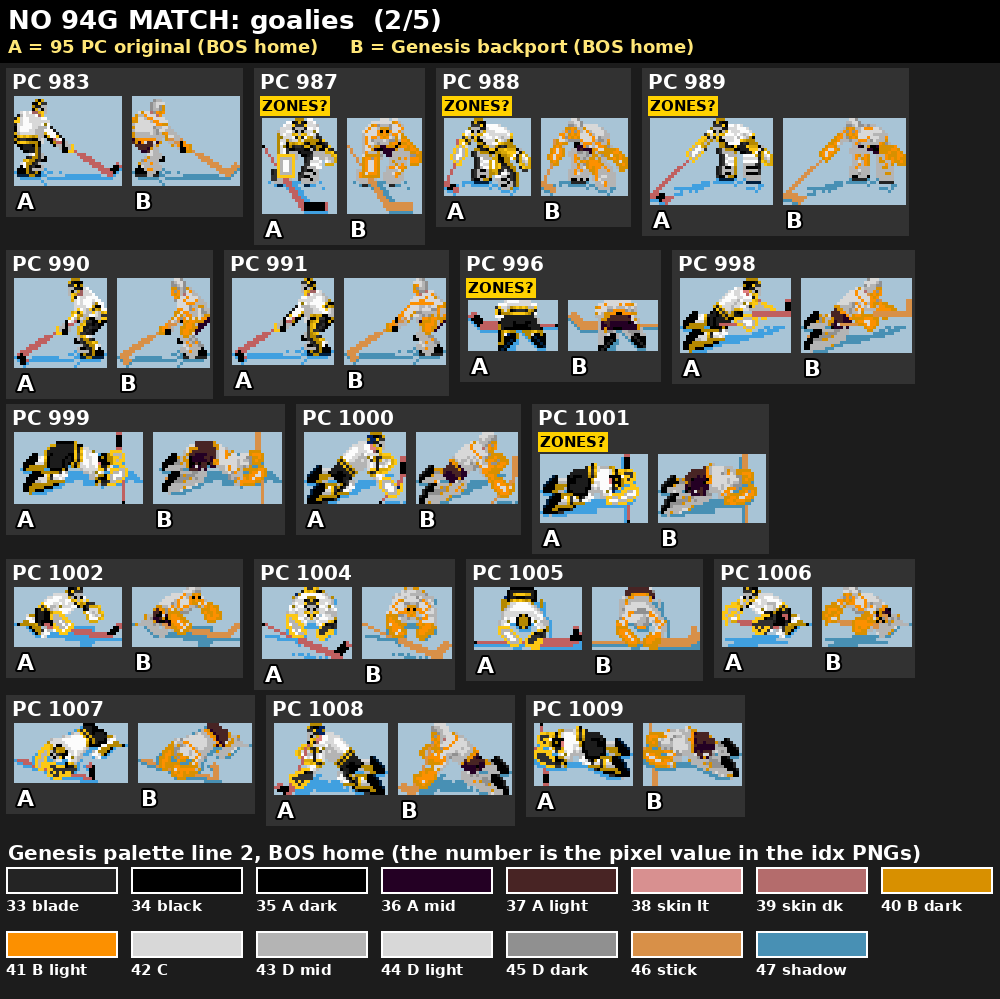 NO 94G MATCH: goalies  (2/5)
A = 95 PC original (BOS home)     B = Genesis backport (BOS home)
PC 983
PC 987
PC 988
PC 989
ZONES?
ZONES?
ZONES?
A
B
A
B
A
B
A
B
PC 990
PC 991
PC 996
PC 998
ZONES?
A
B
A
B
A
B
A
B
PC 999
PC 1000
PC 1001
ZONES?
A
B
A
B
A
B
PC 1002
PC 1004
PC 1005
PC 1006
A
B
A
B
A
B
A
B
PC 1007
PC 1008
PC 1009
A
B
A
B
A
B
Genesis palette line 2, BOS home (the number is the pixel value in the idx PNGs)
33 blade
34 black
35 A dark
36 A mid
37 A light
38 skin lt
39 skin dk
40 B dark
41 B light
42 C
43 D mid
44 D light
45 D dark
46 stick
47 shadow